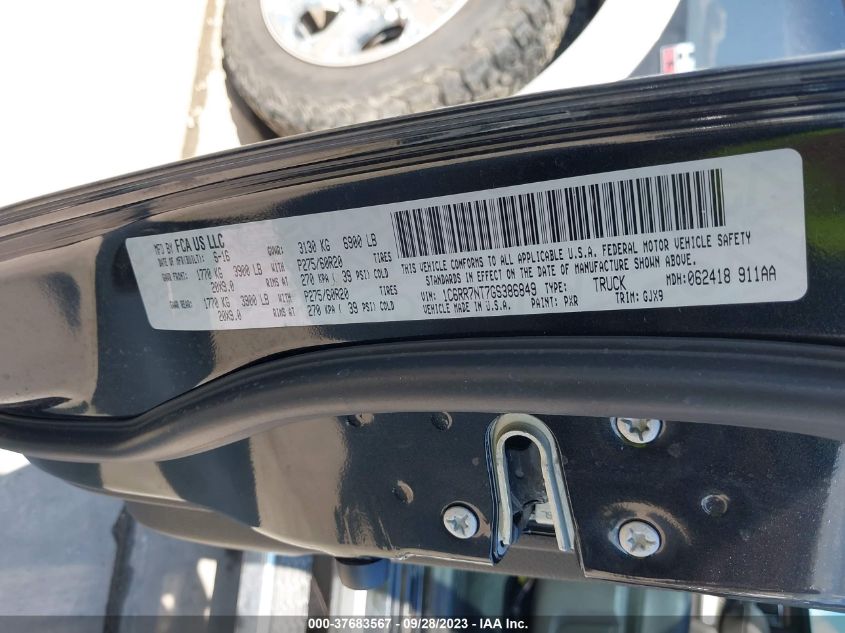 MFD BY FCA US LLC
DATE OF MFR(BUILT): 6-16
GVWR: 3130 KG 6900 LB
GAWR FRONT: 1770 KG 3900 LB
TIRES P275/60R20
20X9.0 RIMS AT 270 KPA ( 39 PSI) COLD
GAWR REAR: 1770 KG 3900 LB
TIRES P275/60R20
20X9.0 RIMS AT 270 KPA ( 39 PSI) COLD
THIS VEHICLE CONFORMS TO ALL APPLICABLE U.S.A. FEDERAL MOTOR VEHICLE SAFETY
STANDARDS IN EFFECT ON THE DATE OF MANUFACTURE SHOWN ABOVE.
VIN: 1C6RR7NT7GS386849 TYPE: TRUCK MDH:062418 911AA
VEHICLE MADE IN U.S.A. PAINT: PXR TRIM: GJX9
000-37683567 - 09/28/2023 - IAA Inc.